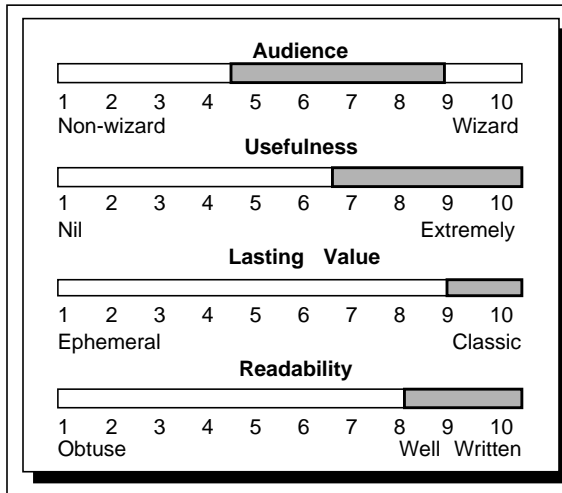 Audience
1 2 3 4 5 6 7 8 9 10
Non-wizard Wizard
Usefulness
1 2 3 4 5 6 7 8 9 10
Nil Extremely
Lasting Value
1 2 3 4 5 6 7 8 9 10
Ephemeral Classic
Readability
1 2 3 4 5 6 7 8 9 10
Obtuse Well Written